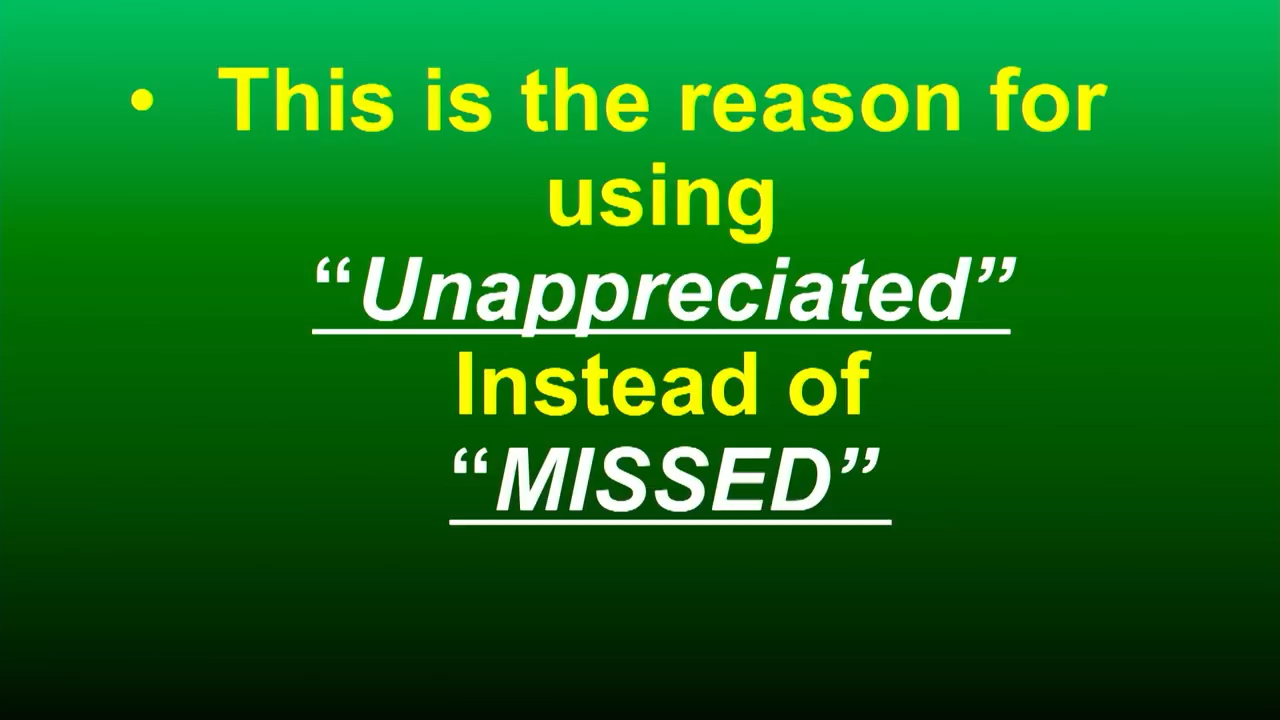 • This is the reason for
using
“Unappreciated”
Instead of
“MISSED”